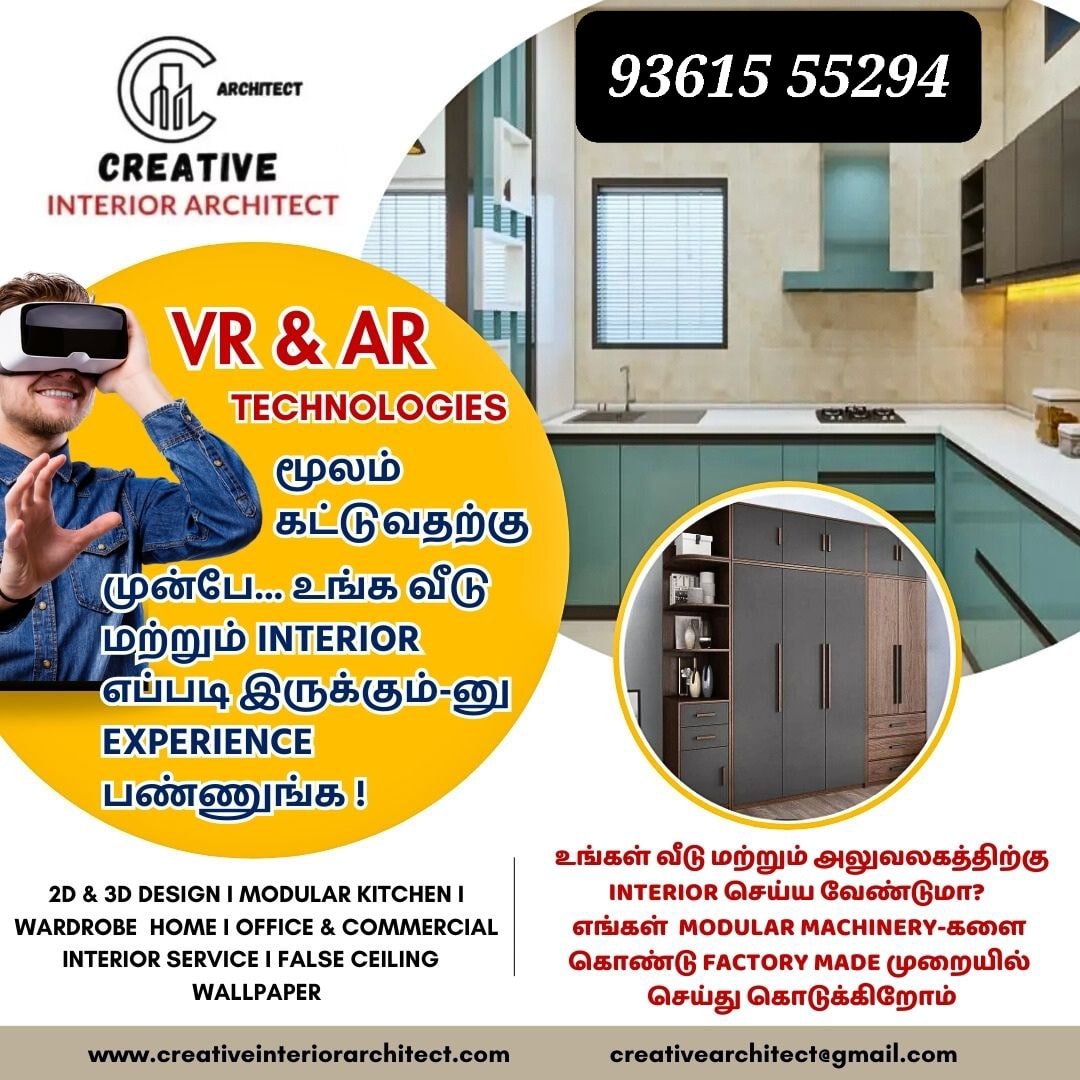 ARCHITECT
CREATIVE
INTERIOR ARCHITECT
93615 55294
VR & AR
TECHNOLOGIES
மூலம்
கட்டுவதற்கு
முன்பே... உங்க வீடு
மற்றும் INTERIOR
எப்படி இருக்கும்-னு
EXPERIENCE
பண்ணுங்க !
2D & 3D DESIGN I MODULAR KITCHEN I
WARDROBE HOME I OFFICE & COMMERCIAL
INTERIOR SERVICE I FALSE CEILING
WALLPAPER
உங்கள் வீடு மற்றும் அலுவலகத்திற்கு
INTERIOR செய்ய வேண்டுமா?
எங்கள் MODULAR MACHINERY-களை
கொண்டு FACTORY MADE முறையில்
செய்து கொடுக்கிறோம்
www.creativeinteriorarchitect.com
creativearchitect@gmail.com